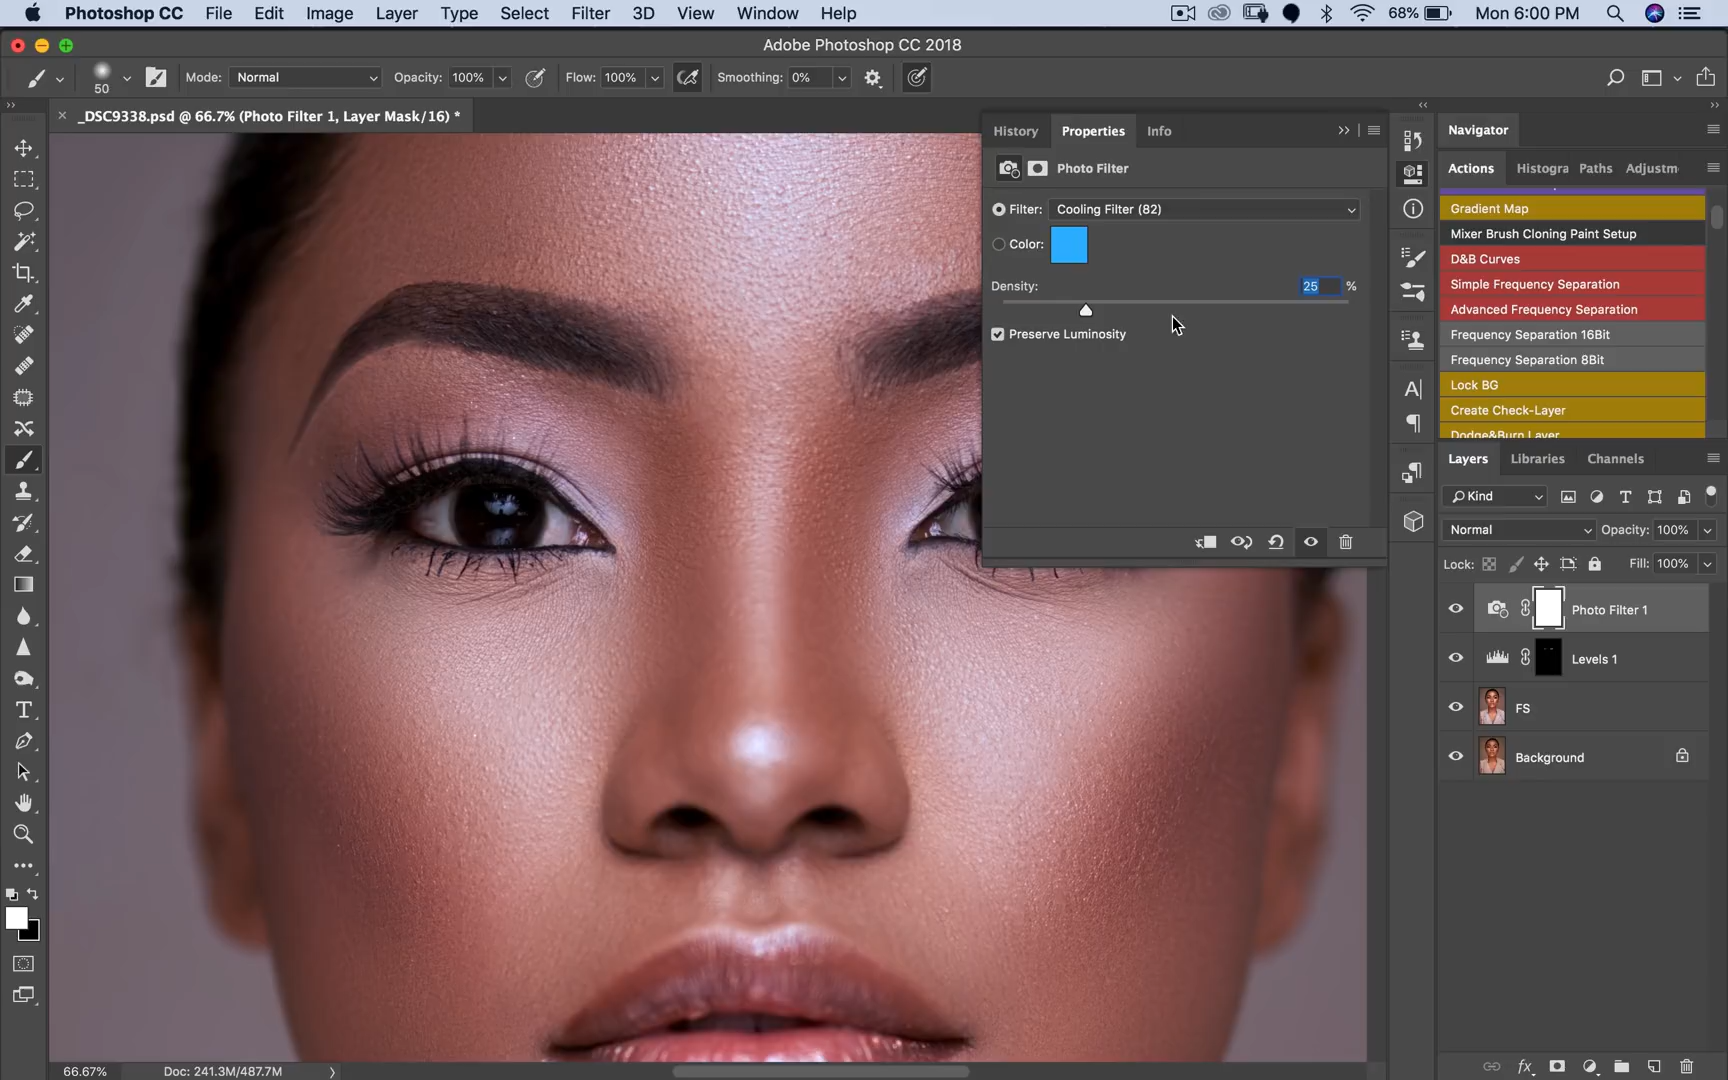 Photoshop CC File Edit Image Layer Type Select Filter 3D View Window Help 68% Mon 6:00 PM
Adobe Photoshop CC 2018
50 Mode: Normal Opacity: 100% Flow: 100% Smoothing: 0%
_DSC9338.psd @ 66.7% (Photo Filter 1, Layer Mask/16) *
History Properties Info
Photo Filter
Filter: Cooling Filter (82)
Color:
Density: 25 %
Preserve Luminosity
Navigator
Actions Histogra Paths Adjustm
Gradient Map
Mixer Brush Cloning Paint Setup
D&B Curves
Simple Frequency Separation
Advanced Frequency Separation
Frequency Separation 16Bit
Frequency Separation 8Bit
Lock BG
Create Check-Layer
Dodge&Burn Layer
Layers Libraries Channels
Kind
Normal Opacity: 100%
Lock: Fill: 100%
Photo Filter 1
Levels 1
FS
Background
66.67% Doc: 241.3M/487.7M